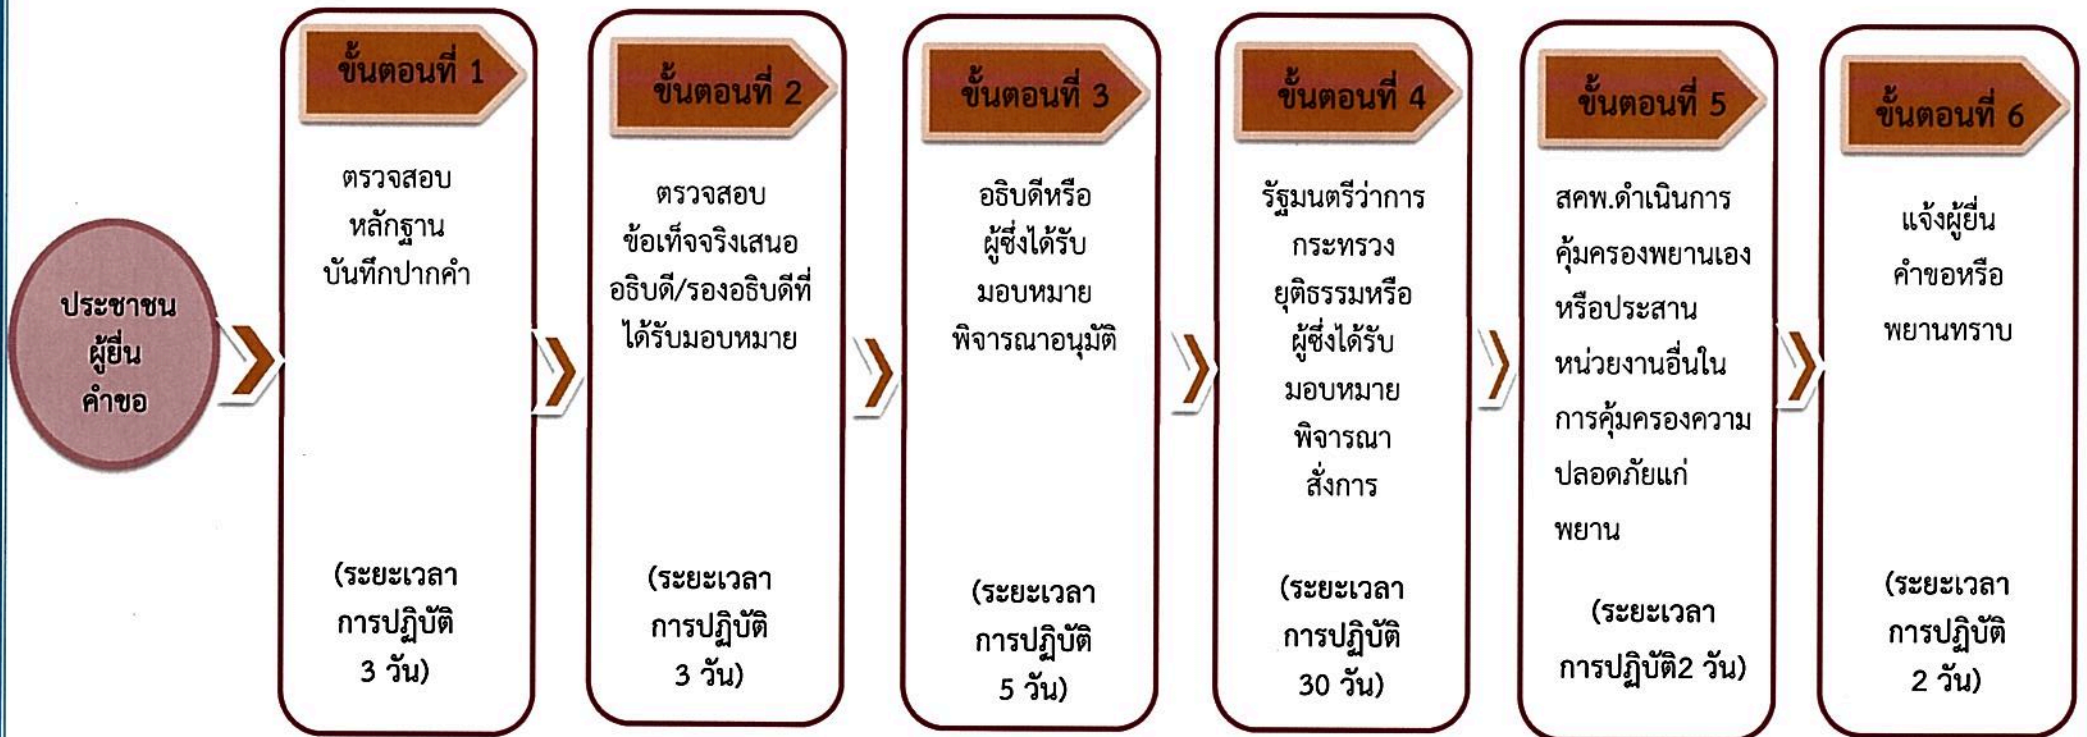 ประชาชน
ผู้ยื่น
คำขอ
ขั้นตอนที่ 1
ตรวจสอบ
หลักฐาน
บันทึกปากคำ
(ระยะเวลา
การปฏิบัติ
3 วัน)
ขั้นตอนที่ 2
ตรวจสอบ
ข้อเท็จจริงเสนอ
อธิบดี/รองอธิบดีที่
ได้รับมอบหมาย
(ระยะเวลา
การปฏิบัติ
3 วัน)
ขั้นตอนที่ 3
อธิบดีหรือ
ผู้ซึ่งได้รับ
มอบหมาย
พิจารณาอนุมัติ
(ระยะเวลา
การปฏิบัติ
5 วัน)
ขั้นตอนที่ 4
รัฐมนตรีว่าการ
กระทรวง
ยุติธรรมหรือ
ผู้ซึ่งได้รับ
มอบหมาย
พิจารณา
สั่งการ
(ระยะเวลา
การปฏิบัติ
30 วัน)
ขั้นตอนที่ 5
สคพ.ดำเนินการ
คุ้มครองพยานเอง
หรือประสาน
หน่วยงานอื่นใน
การคุ้มครองความ
ปลอดภัยแก่
พยาน
(ระยะเวลา
การปฏิบัติ2 วัน)
ขั้นตอนที่ 6
แจ้งผู้ยื่น
คำขอหรือ
พยานทราบ
(ระยะเวลา
การปฏิบัติ
2 วัน)